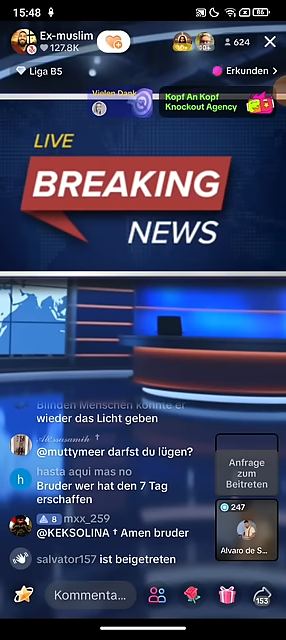 15:48
86
Ex-muslim
127.8K
10+
624
Liga B5
Erkunden >
Vielen Dank
Kopf An Kopf
Knockout Agency
LIVE
BREAKING
NEWS
Blinden Menschen konnte er
wieder das Licht geben
Alessasamih †
@muttymeer darfst du lügen?
h
hasta aqui mas no
Bruder wer hat den 7 Tag
erschaffen
8 mxx_259
@KEKSOLINA † Amen bruder
salvator157 ist beigetreten
Anfrage
zum
Beitreten
247
Alvaro de S...
Kommenta...
153